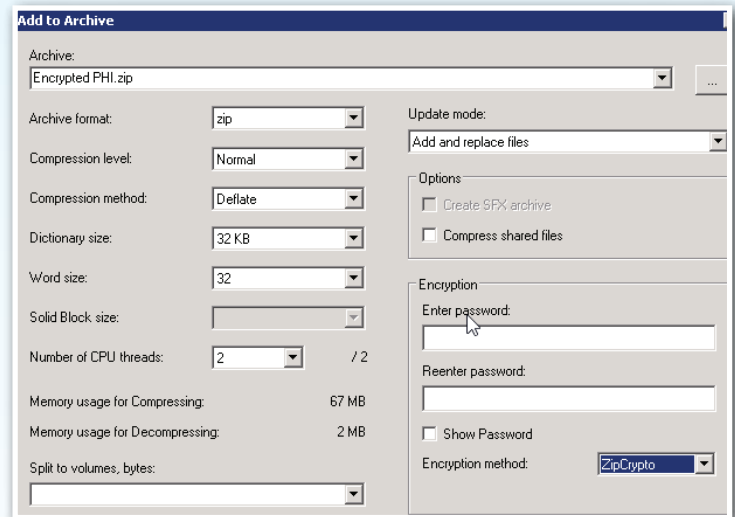 Add to Archive
Archive:
Encrypted PHI.zip
...
Archive format: zip
Compression level: Normal
Compression method: Deflate
Dictionary size: 32 KB
Word size: 32
Solid Block size:
Number of CPU threads: 2 / 2
Memory usage for Compressing: 67 MB
Memory usage for Decompressing: 2 MB
Split to volumes, bytes:
Update mode:
Add and replace files
Options
Create SFX archive
Compress shared files
Encryption
Enter password:
Reenter password:
Show Password
Encryption method: ZipCrypto